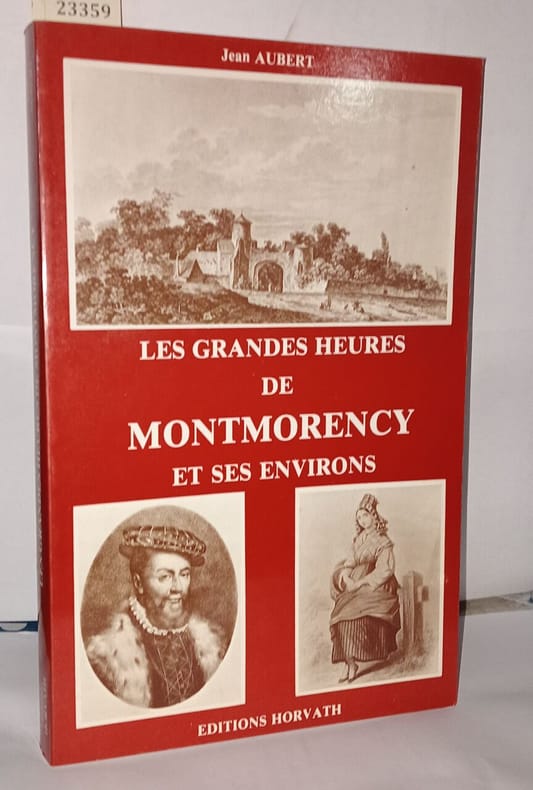 23359
Jean AUBERT
LES GRANDES HEURES
DE
MONTMORENCY
ET SES ENVIRONS
EDITIONS HORVATH